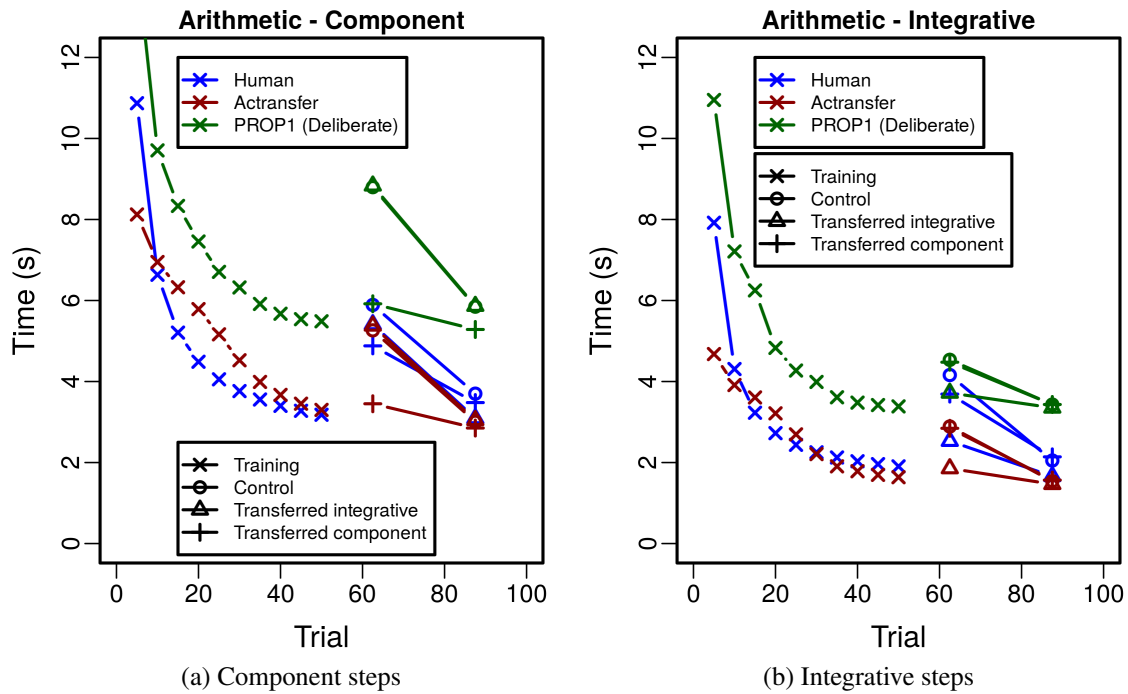 Arithmetic - Component
Time (s)
12
10
8
6
4
2
0
Human
Actransfer
PROP1 (Deliberate)
Training
Control
Transferred integrative
Transferred component
0 20 40 60 80 100
Trial
(a) Component steps
Arithmetic - Integrative
Time (s)
12
10
8
6
4
2
0
Human
Actransfer
PROP1 (Deliberate)
Training
Control
Transferred integrative
Transferred component
0 20 40 60 80 100
Trial
(b) Integrative steps